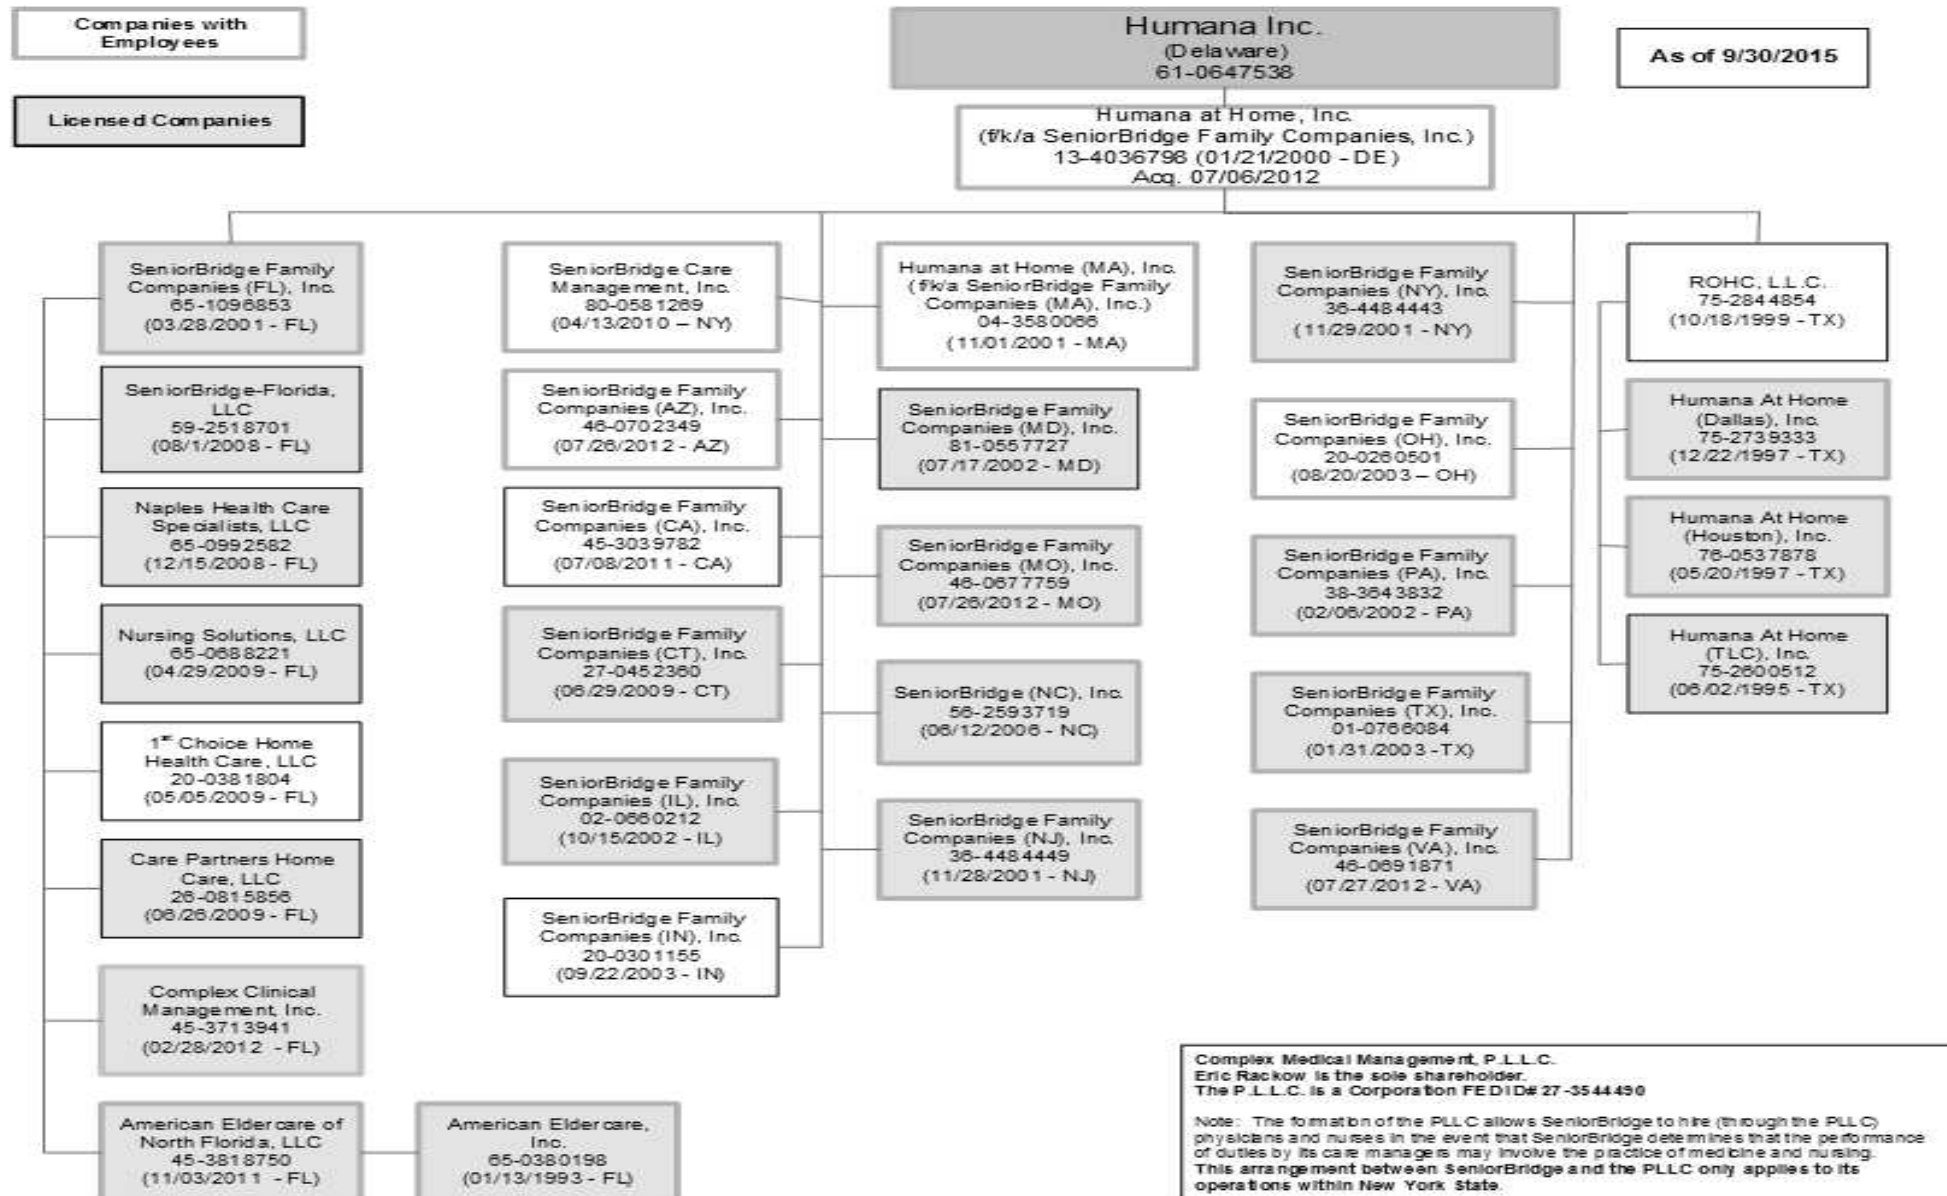 Companies with
Employees
Licensed Companies
Humana Inc.
(Delaware)
61-0647538
As of 9/30/2015
Humana at Home, Inc.
(f/k/a SeniorBridge Family Companies, Inc.)
13-4036798 (01/21/2000 - DE)
Acq. 07/06/2012
SeniorBridge Family
Companies (FL), Inc.
65-1096853
(03/28/2001 - FL)
SeniorBridge-Florida,
LLC
59-2518701
(08/1/2008 - FL)
Naples Health Care
Specialists, LLC
65-0992582
(12/15/2008 - FL)
Nursing Solutions, LLC
65-0688221
(04/29/2009 - FL)
1st Choice Home
Health Care, LLC
20-0381804
(05/05/2009 - FL)
Care Partners Home
Care, LLC
26-0815856
(06/26/2009 - FL)
Complex Clinical
Management, Inc.
45-3713941
(02/28/2012 - FL)
American Eldercare of
North Florida, LLC
45-3818750
(11/03/2011 - FL)
American Eldercare,
Inc.
65-0380198
(01/13/1993 - FL)
SeniorBridge Care
Management, Inc.
80-0581269
(04/13/2010 – NY)
SeniorBridge Family
Companies (AZ), Inc.
46-0702349
(07/26/2012 - AZ)
SeniorBridge Family
Companies (CA), Inc.
45-3039782
(07/08/2011 - CA)
SeniorBridge Family
Companies (CT), Inc.
27-0452360
(06/29/2009 - CT)
SeniorBridge Family
Companies (IL), Inc.
02-0660212
(10/15/2002 - IL)
SeniorBridge Family
Companies (IN), Inc.
20-0301155
(09/22/2003 - IN)
Humana at Home (MA), Inc.
(f/k/a SeniorBridge Family
Companies (MA), Inc.)
04-3580066
(11/01/2001 - MA)
SeniorBridge Family
Companies (MD), Inc.
81-0557727
(07/17/2002 - MD)
SeniorBridge Family
Companies (MO), Inc.
46-0677759
(07/26/2012 - MO)
SeniorBridge (NC), Inc.
56-2593719
(06/12/2006 - NC)
SeniorBridge Family
Companies (NJ), Inc.
36-4484449
(11/28/2001 - NJ)
SeniorBridge Family
Companies (NY), Inc.
36-4484443
(11/29/2001 - NY)
SeniorBridge Family
Companies (OH), Inc.
20-0260501
(08/20/2003 – OH)
SeniorBridge Family
Companies (PA), Inc.
38-3643832
(02/06/2002 - PA)
SeniorBridge Family
Companies (TX), Inc.
01-0766084
(01/31/2003 -TX)
SeniorBridge Family
Companies (VA), Inc.
46-0691871
(07/27/2012 - VA)
ROHC, L.L.C.
75-2844854
(10/18/1999 - TX)
Humana At Home
(Dallas), Inc.
75-2739333
(12/22/1997 - TX)
Humana At Home
(Houston), Inc.
76-0537878
(05/20/1997 - TX)
Humana At Home
(TLC), Inc.
75-2600512
(06/02/1995 - TX)
Complex Medical Management, P.L.L.C.
Eric Rackow is the sole shareholder.
The P.L.L.C. is a Corporation FED ID# 27-3544490
Note: The formation of the PLLC allows SeniorBridge to hire (through the PLLC)
physicians and nurses in the event that SeniorBridge determines that the performance
of duties by its care managers may involve the practice of medicine and nursing.
This arrangement between SeniorBridge and the PLLC only applies to its
operations within New York State.